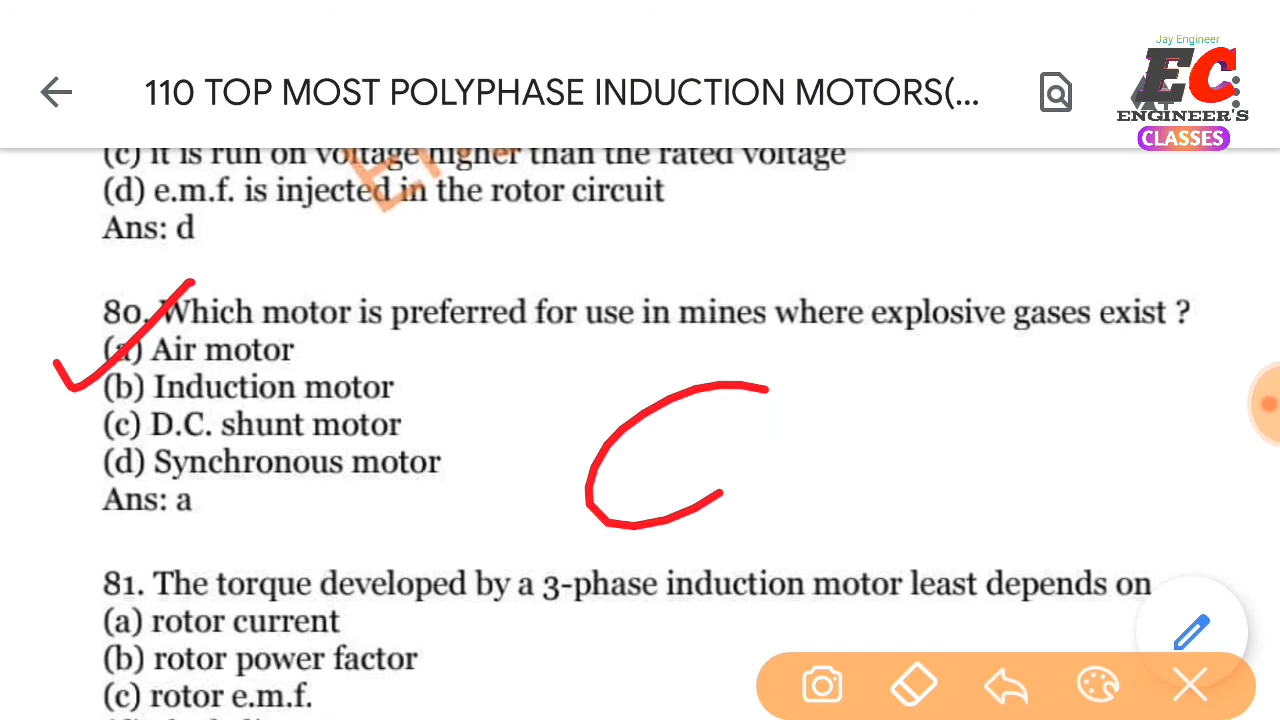 Jay Engineer
EC
ENGINEER'S
CLASSES
110 TOP MOST POLYPHASE INDUCTION MOTORS(...
(c) it is run on voltage higher than the rated voltage
(d) e.m.f. is injected in the rotor circuit
Ans: d
80. Which motor is preferred for use in mines where explosive gases exist ?
(a) Air motor
(b) Induction motor
(c) D.C. shunt motor
(d) Synchronous motor
Ans: a
81. The torque developed by a 3-phase induction motor least depends on
(a) rotor current
(b) rotor power factor
(c) rotor e.m.f.